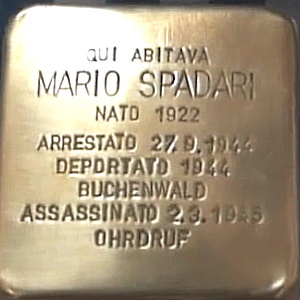 QUI ABITAVA
MARIO SPADARI
NATO 1922
ARRESTATO 27.9.1944
DEPORTATO 1944
BUCHENWALD
ASSASSINATO 2.3.1945
OHRDRUF